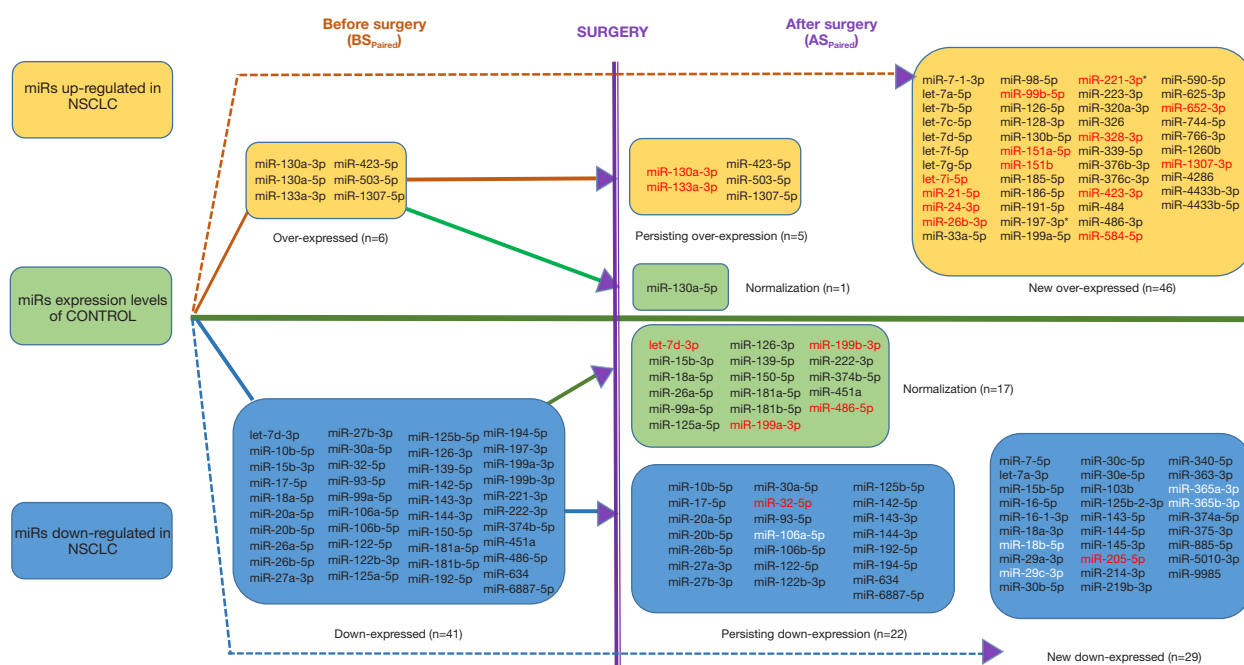 Before surgery
(BSPaired)
SURGERY
After surgery
(ASPaired)
miRs up-regulated in
NSCLC
miR-130a-3p miR-423-5p
miR-130a-5p miR-503-5p
miR-133a-3p miR-1307-5p
Over-expressed (n=6)
miR-130a-3p
miR-133a-3p
miR-423-5p
miR-503-5p
miR-1307-5p
Persisting over-expression (n=5)
miR-7-1-3p
let-7a-5p
let-7b-5p
let-7c-5p
let-7d-5p
let-7f-5p
let-7g-5p
let-7i-5p
miR-21-5p
miR-24-3p
miR-26b-3p
miR-33a-5p
miR-98-5p
miR-99b-5p
miR-126-5p
miR-128-3p
miR-130b-5p
miR-151a-5p
miR-151b
miR-185-5p
miR-186-5p
miR-191-5p
miR-197-3p*
miR-199a-5p
miR-221-3p*
miR-223-3p
miR-320a-3p
miR-326
miR-328-3p
miR-339-5p
miR-376b-3p
miR-376c-3p
miR-423-3p
miR-484
miR-486-3p
miR-584-5p
miR-590-5p
miR-625-3p
miR-652-3p
miR-744-5p
miR-766-3p
miR-1260b
miR-1307-3p
miR-4286
miR-4433b-3p
miR-4433b-5p
New over-expressed (n=46)
miRs expression levels
of CONTROL
miR-130a-5p
Normalization (n=1)
let-7d-3p
miR-15b-3p
miR-18a-5p
miR-26a-5p
miR-99a-5p
miR-125a-5p
miR-126-3p
miR-139-5p
miR-150-5p
miR-181a-5p
miR-181b-5p
miR-199a-3p
miR-199b-3p
miR-222-3p
miR-374b-5p
miR-451a
miR-486-5p
Normalization (n=17)
miRs down-regulated in
NSCLC
let-7d-3p
miR-10b-5p
miR-15b-3p
miR-17-5p
miR-18a-5p
miR-20a-5p
miR-20b-5p
miR-26a-5p
miR-26b-5p
miR-27a-3p
miR-27b-3p
miR-30a-5p
miR-32-5p
miR-93-5p
miR-99a-5p
miR-106a-5p
miR-106b-5p
miR-122-5p
miR-122b-3p
miR-125a-5p
miR-125b-5p
miR-126-3p
miR-139-5p
miR-142-5p
miR-143-3p
miR-144-3p
miR-150-5p
miR-181a-5p
miR-181b-5p
miR-192-5p
miR-194-5p
miR-197-3p
miR-199a-3p
miR-199b-3p
miR-221-3p
miR-222-3p
miR-374b-5p
miR-451a
miR-486-5p
miR-634
miR-6887-5p
Down-expressed (n=41)
miR-10b-5p
miR-17-5p
miR-20a-5p
miR-20b-5p
miR-26b-5p
miR-27a-3p
miR-27b-3p
miR-30a-5p
miR-32-5p
miR-93-5p
miR-106a-5p
miR-106b-5p
miR-122-5p
miR-122b-3p
miR-125b-5p
miR-142-5p
miR-143-3p
miR-144-3p
miR-192-5p
miR-194-5p
miR-634
miR-6887-5p
Persisting down-expression (n=22)
miR-7-5p
let-7a-3p
miR-15b-5p
miR-16-5p
miR-16-1-3p
miR-18a-3p
miR-18b-5p
miR-29a-3p
miR-29c-3p
miR-30b-5p
miR-30c-5p
miR-30e-5p
miR-103b
miR-125b-2-3p
miR-143-5p
miR-144-5p
miR-145-3p
miR-205-5p
miR-214-3p
miR-219b-3p
miR-340-5p
miR-363-3p
miR-365a-3p
miR-365b-3p
miR-374a-5p
miR-375-3p
miR-885-5p
miR-5010-3p
miR-9985
New down-expressed (n=29)